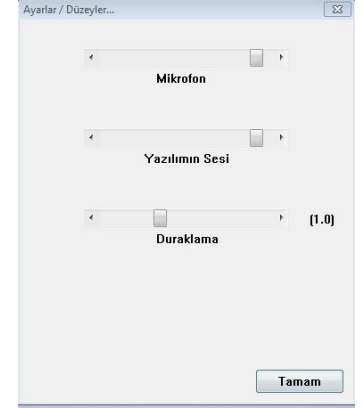 Ayarlar / Düzeyler...
Mikrofon
Yazılımın Sesi
(1.0)
Duraklama
Tamam